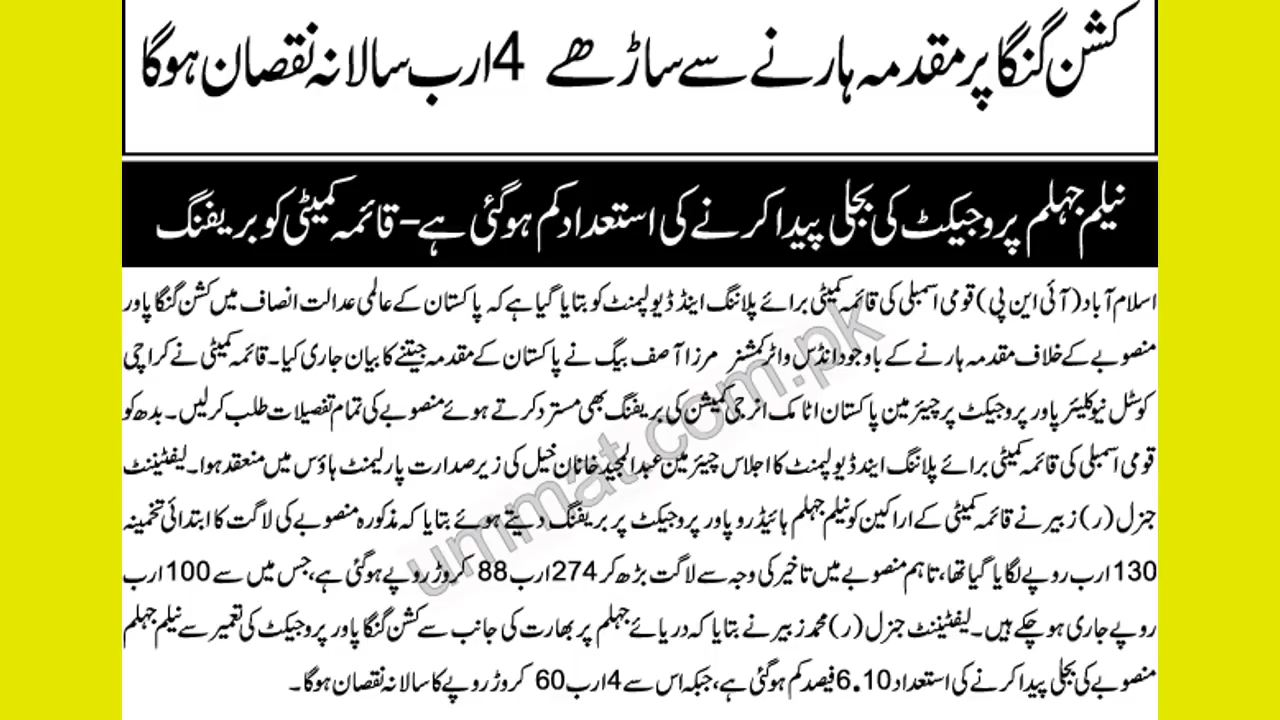 کشن گنگا پر مقدمہ ہارنے سے ساڑھے 4 ارب سالانہ نقصان ہوگا
نیلم جہلم پروجیکٹ کی بجلی پیدا کرنے کی استعداد کم ہوگئی ہے-قائمہ کمیٹی کو بریفنگ
اسلام آباد (آئی این پی) قومی اسمبلی کی قائمہ کمیٹی برائے پلاننگ اینڈ ڈیولپمنٹ کو بتایا گیا ہے کہ پاکستان کے عالمی عدالت انصاف میں کشن گنگا پاور
منصوبے کے خلاف مقدمہ ہارنے کے باوجود انڈس واٹر کمشنر مرزا آصف بیگ نے پاکستان کے مقدمہ جیتنے کا بیان جاری کیا۔ قائمہ کمیٹی نے کراچی
کوسٹل نیوکلیئر پاور پروجیکٹ پر چیئرمین پاکستان اٹامک انرجی کمیشن کی بریفنگ بھی مسترد کرتے ہوئے منصوبے کی تمام تفصیلات طلب کرلیں۔ بدھ کو
قومی اسمبلی کی قائمہ کمیٹی برائے پلاننگ اینڈ ڈیولپمنٹ کا اجلاس چیئرمین عبدالمجید خانان خیل کی زیر صدارت پارلیمنٹ ہاؤس میں منعقد ہوا۔ لیفٹیننٹ
جنرل (ر) زبیر نے قائمہ کمیٹی کے اراکین کو نیلم جہلم ہائیڈرو پاور پروجیکٹ پر بریفنگ دیتے ہوئے بتایا کہ مذکورہ منصوبے کی لاگت کا ابتدائی تخمینہ
130 ارب روپے لگایا گیا تھا، تاہم منصوبے میں تاخیر کی وجہ سے لاگت بڑھ کر 274 ارب 88 کروڑ روپے ہوگئی ہے، جس میں سے 100 ارب
روپے جاری ہوچکے ہیں۔ لیفٹیننٹ جنرل (ر) محمد زبیر نے بتایا کہ دریائے جہلم پر بھارت کی جانب سے کشن گنگا پاور پروجیکٹ کی تعمیر سے نیلم جہلم
منصوبے کی بجلی پیدا کرنے کی استعداد 6.10 فیصد کم ہوگئی ہے، جبکہ اس سے 4 ارب 60 کروڑ روپے کا سالانہ نقصان ہوگا۔
ummat.com.pk